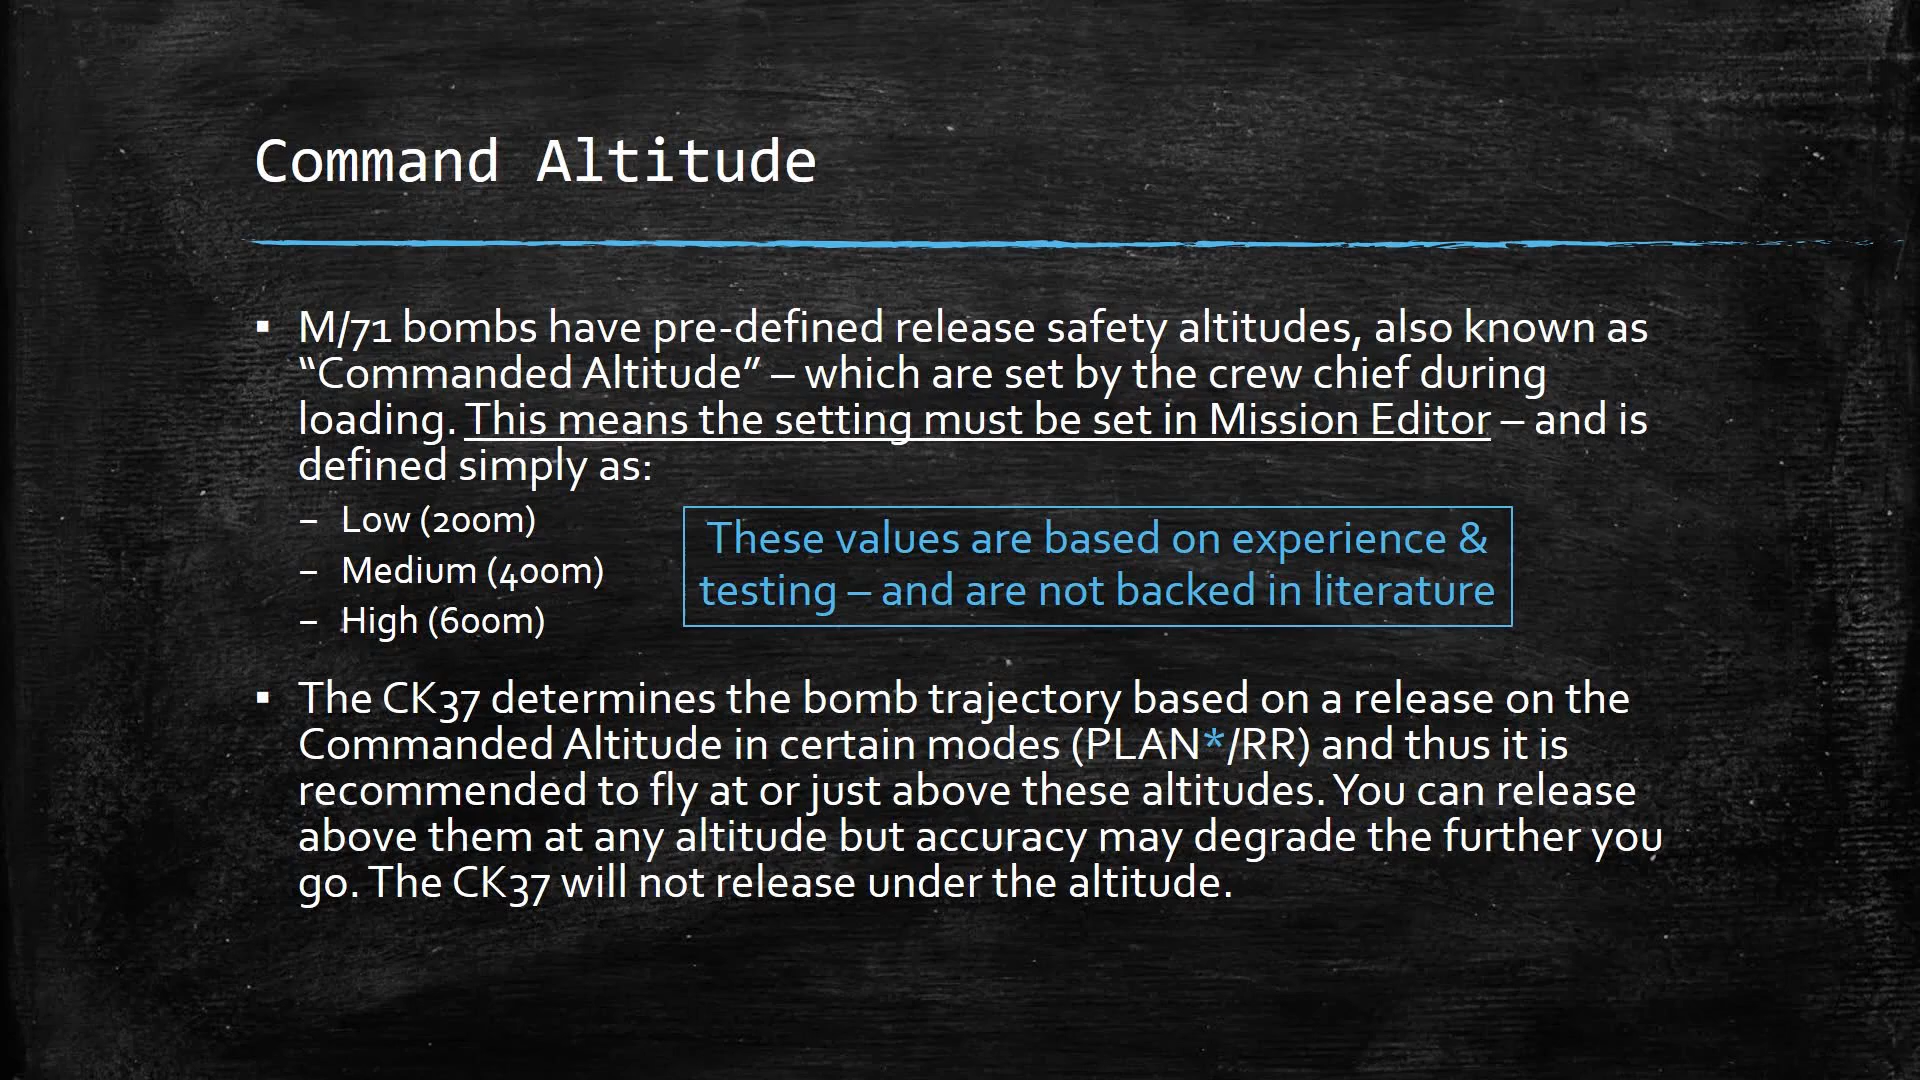 Command Altitude
▪ M/71 bombs have pre-defined release safety altitudes, also known as
“Commanded Altitude” – which are set by the crew chief during
loading. This means the setting must be set in Mission Editor – and is
defined simply as:
– Low (200m)
– Medium (400m)
– High (600m)
These values are based on experience &
testing – and are not backed in literature
▪ The CK37 determines the bomb trajectory based on a release on the
Commanded Altitude in certain modes (PLAN*/RR) and thus it is
recommended to fly at or just above these altitudes. You can release
above them at any altitude but accuracy may degrade the further you
go. The CK37 will not release under the altitude.